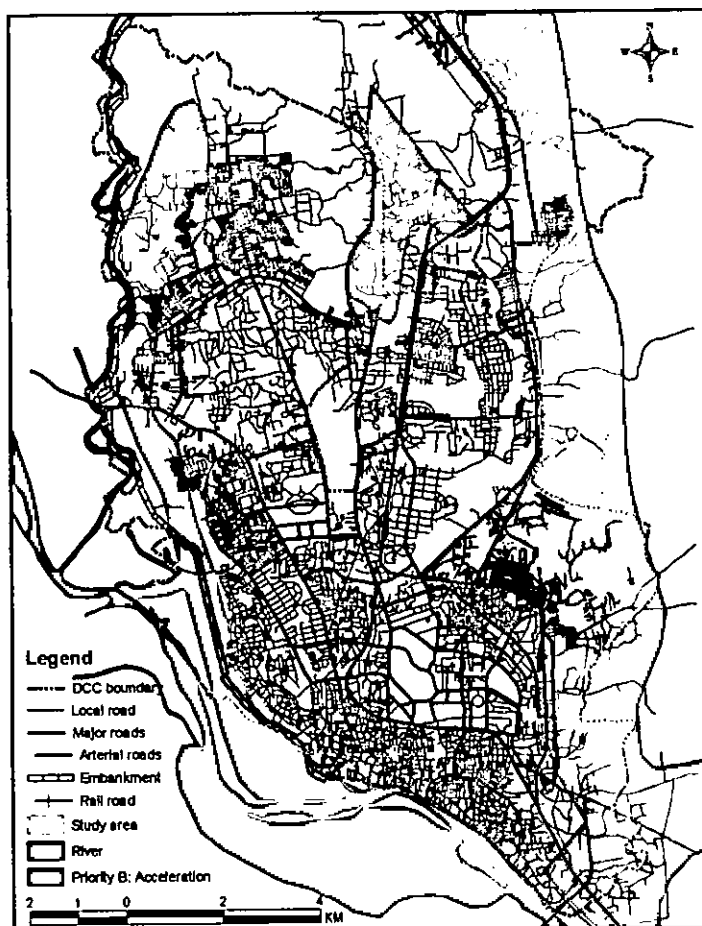 N
W E
S
Legend
DCC boundary
Local road
Major roads
Arterial roads
Embankment
Rail road
Study area
River
Priority B: Acceleration
2 1 0 2 4
KM